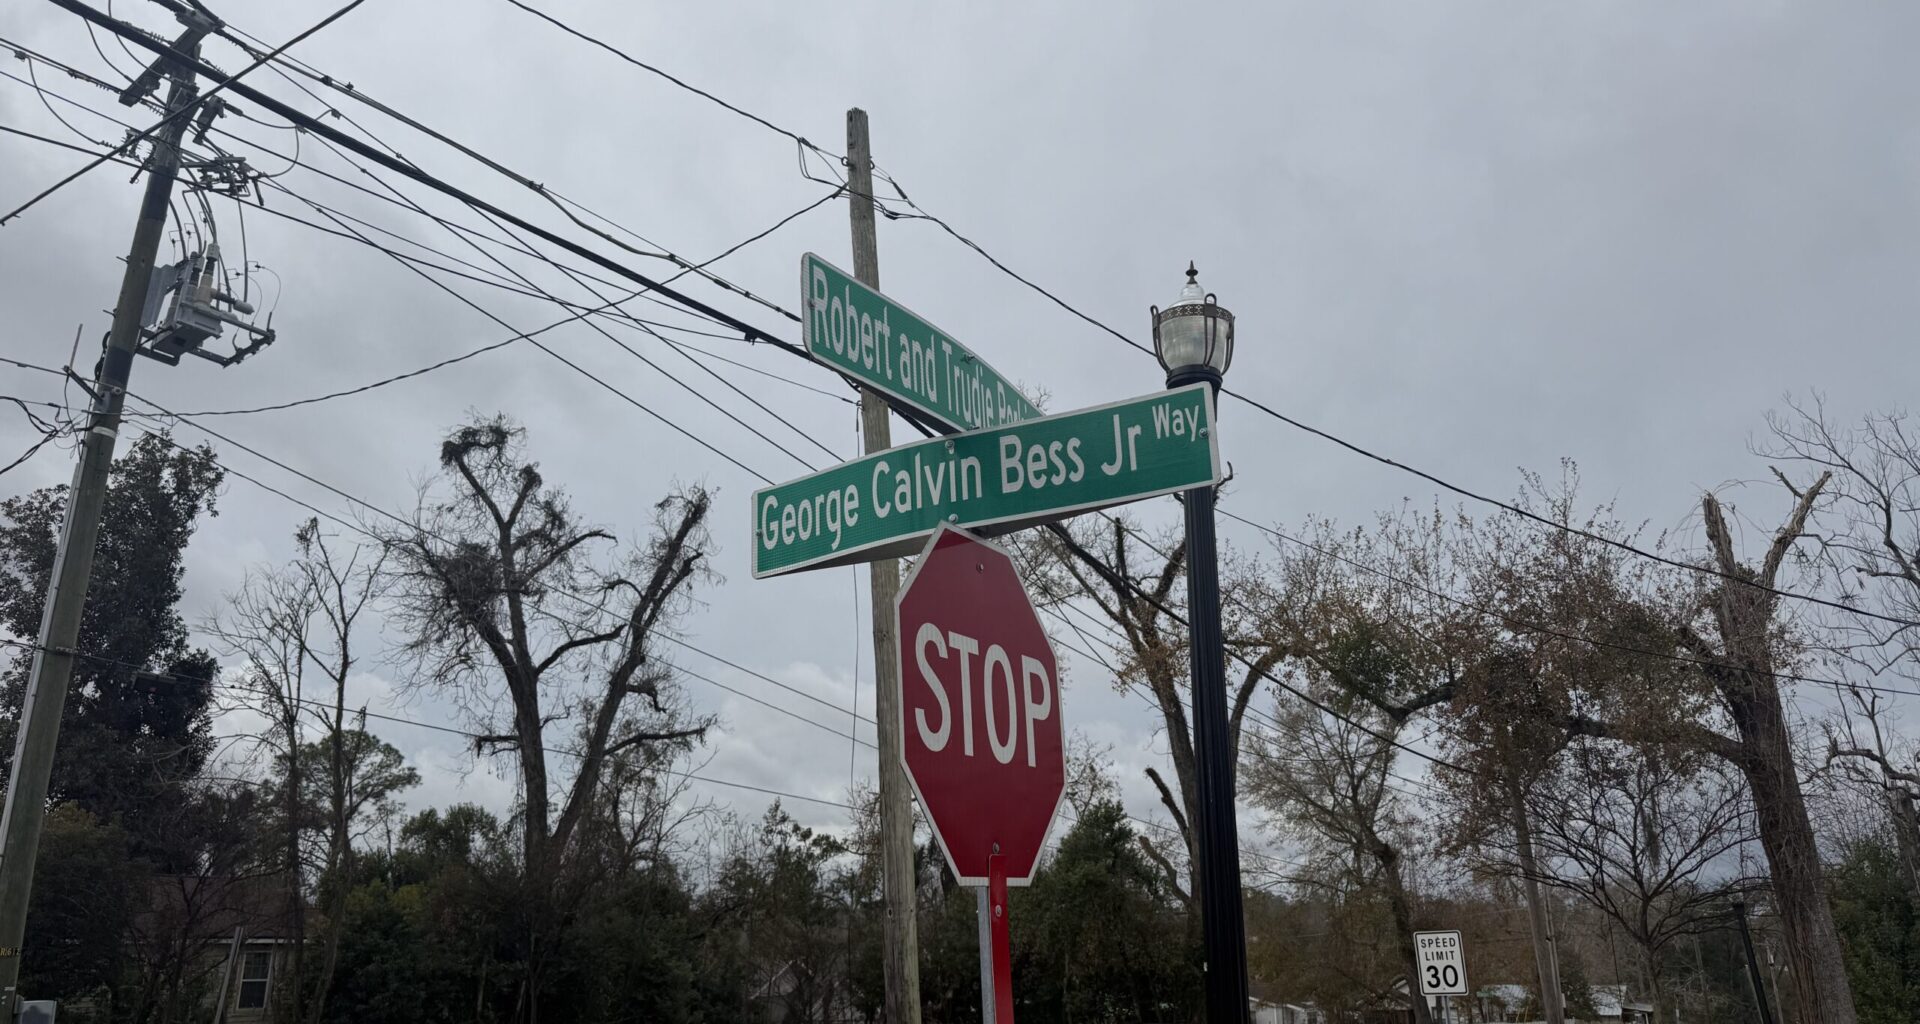 Robert and Trudie
George Calvin Bess Jr Way
STOP
SPEED
LIMIT
30